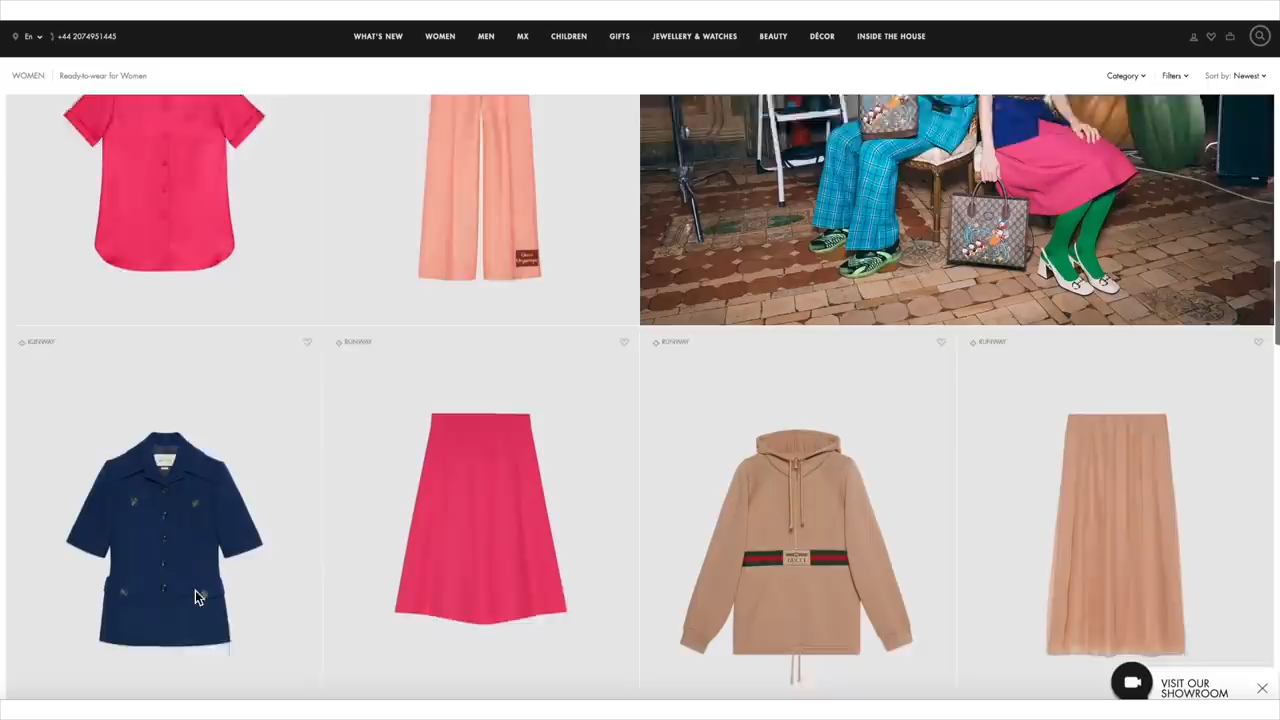 En
+44 2074951445
WHAT'S NEW
WOMEN
MEN
MX
CHILDREN
GIFTS
JEWELLERY & WATCHES
BEAUTY
DÉCOR
INSIDE THE HOUSE
WOMEN
Ready-to-wear for Women
Category
Filters
Sort by: Newest
RUNWAY
RUNWAY
RUNWAY
RUNWAY
GUCCI
VISIT OUR
SHOWROOM